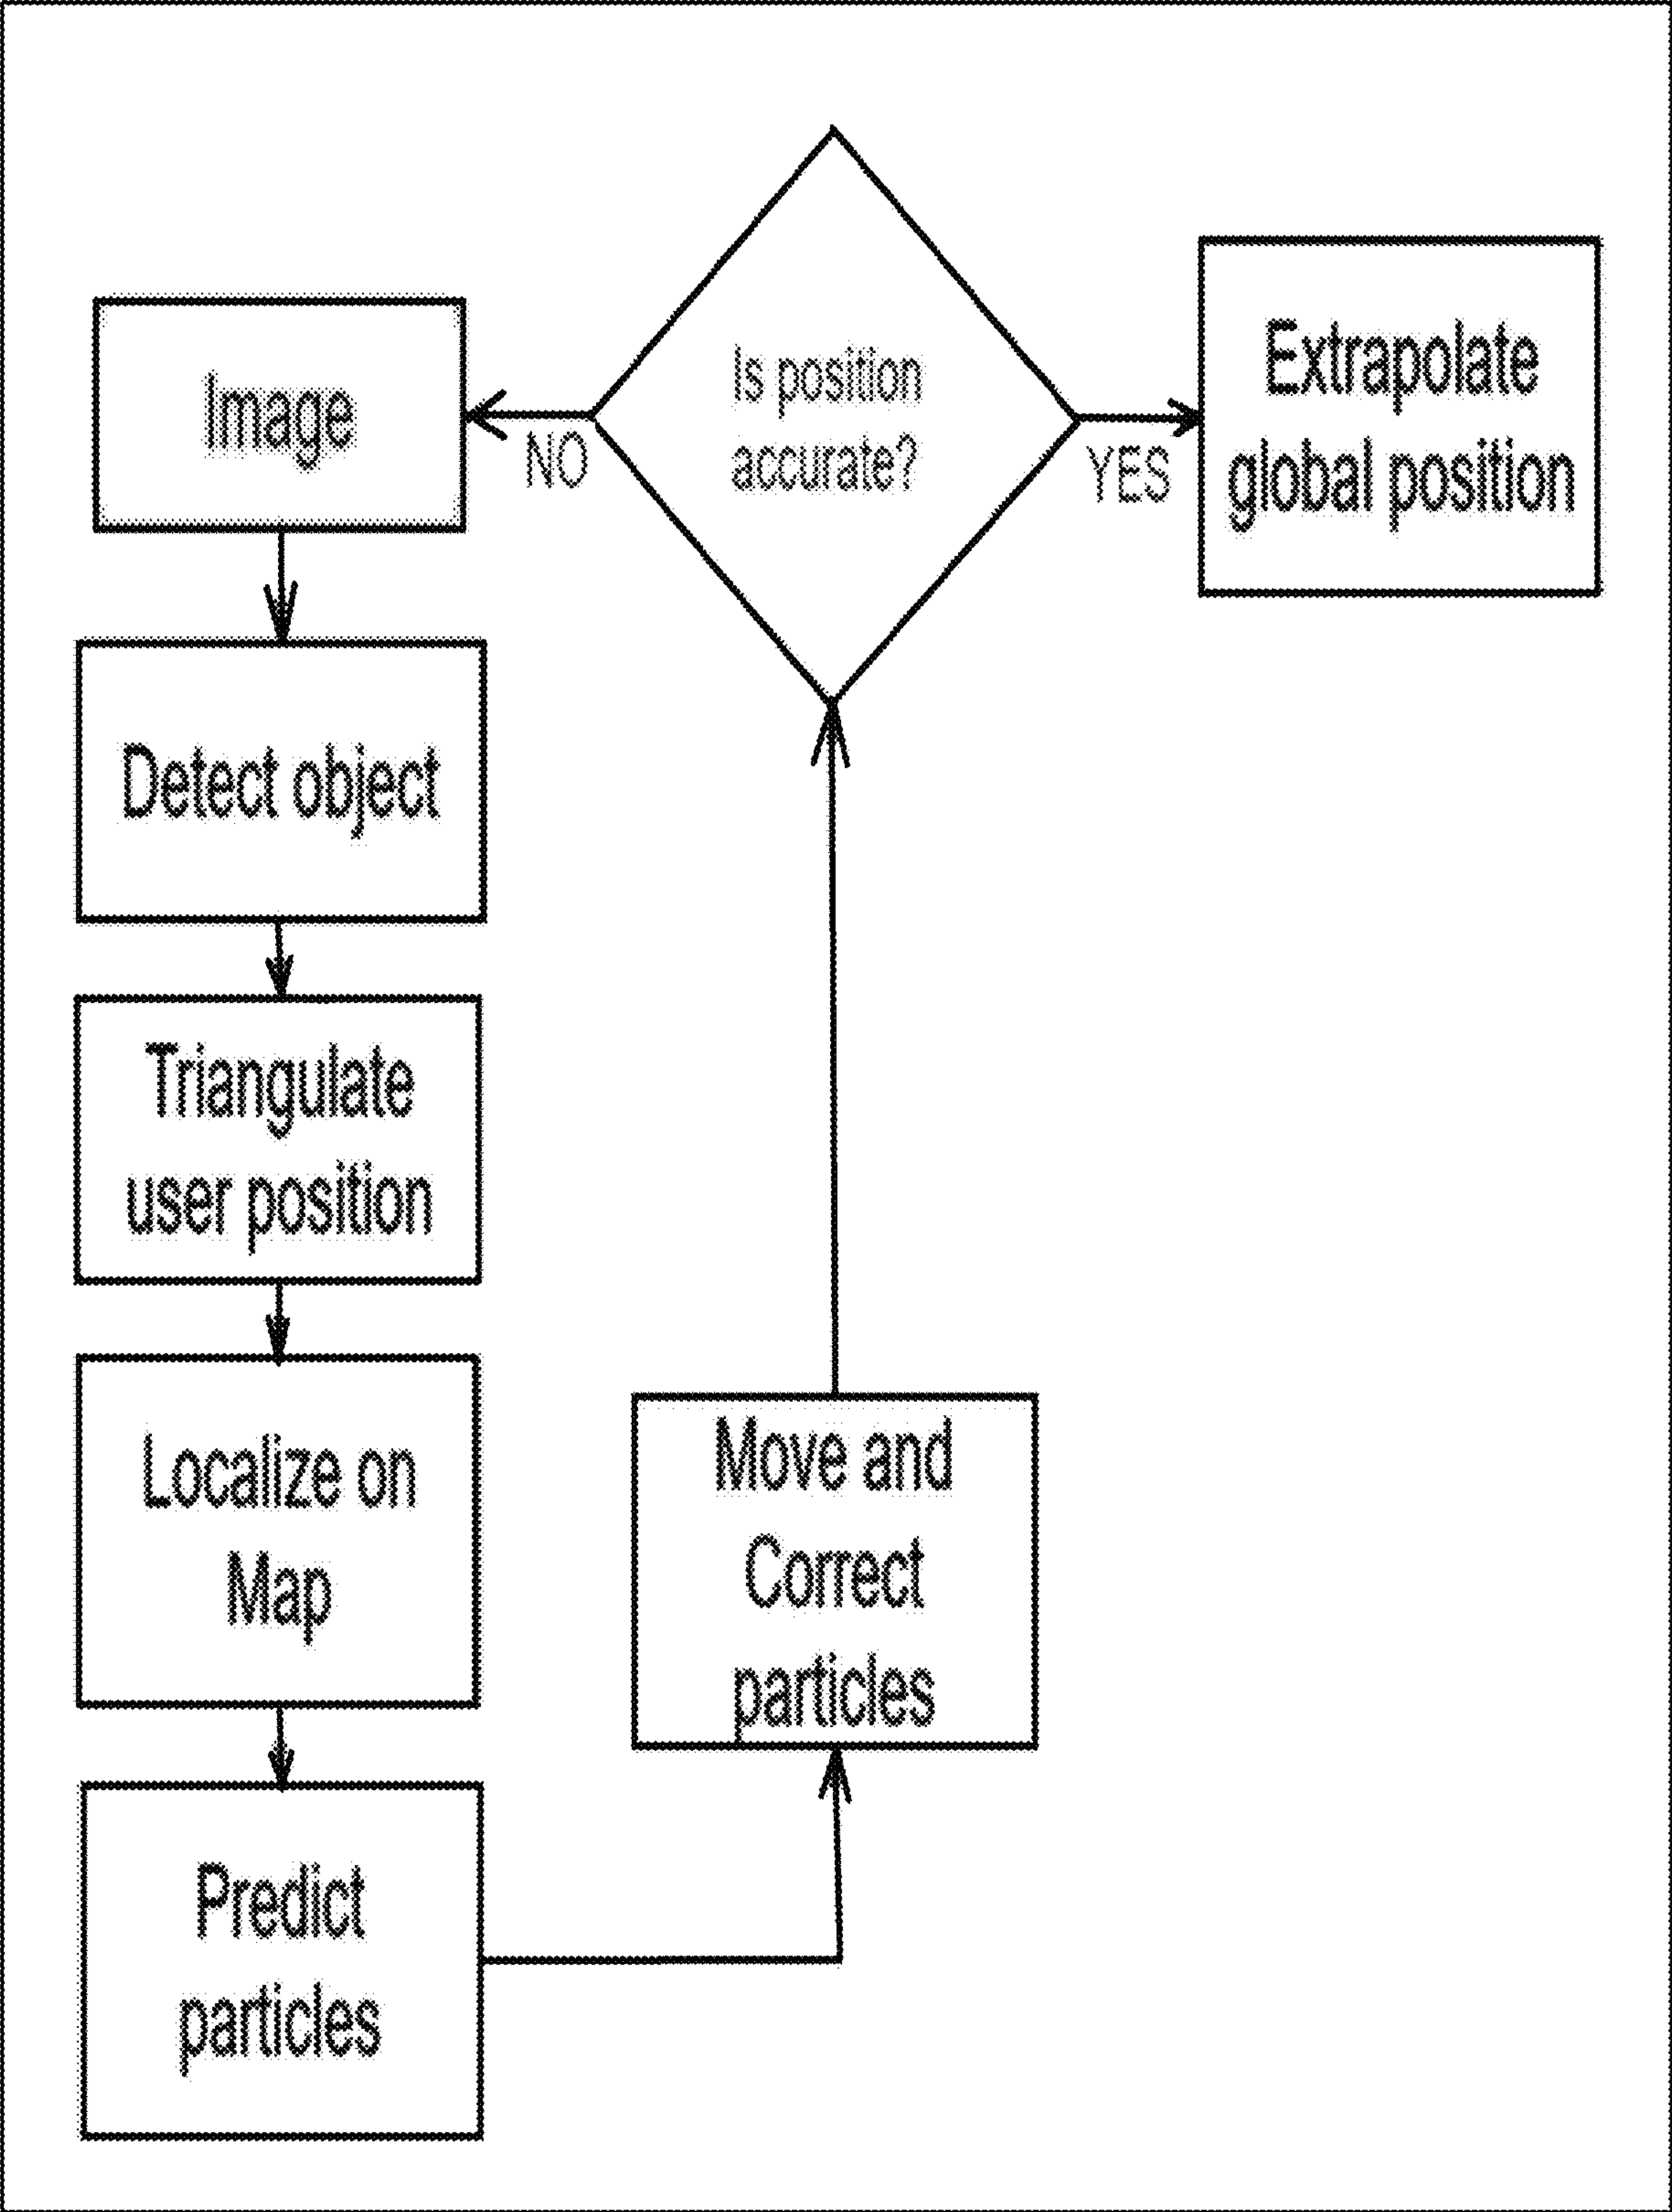 Image
NO
Is position
accurate?
YES
Extrapolate
global position
Detect object
Triangulate
user position
Localize on
Map
Predict
particles
Move and
Correct
particles